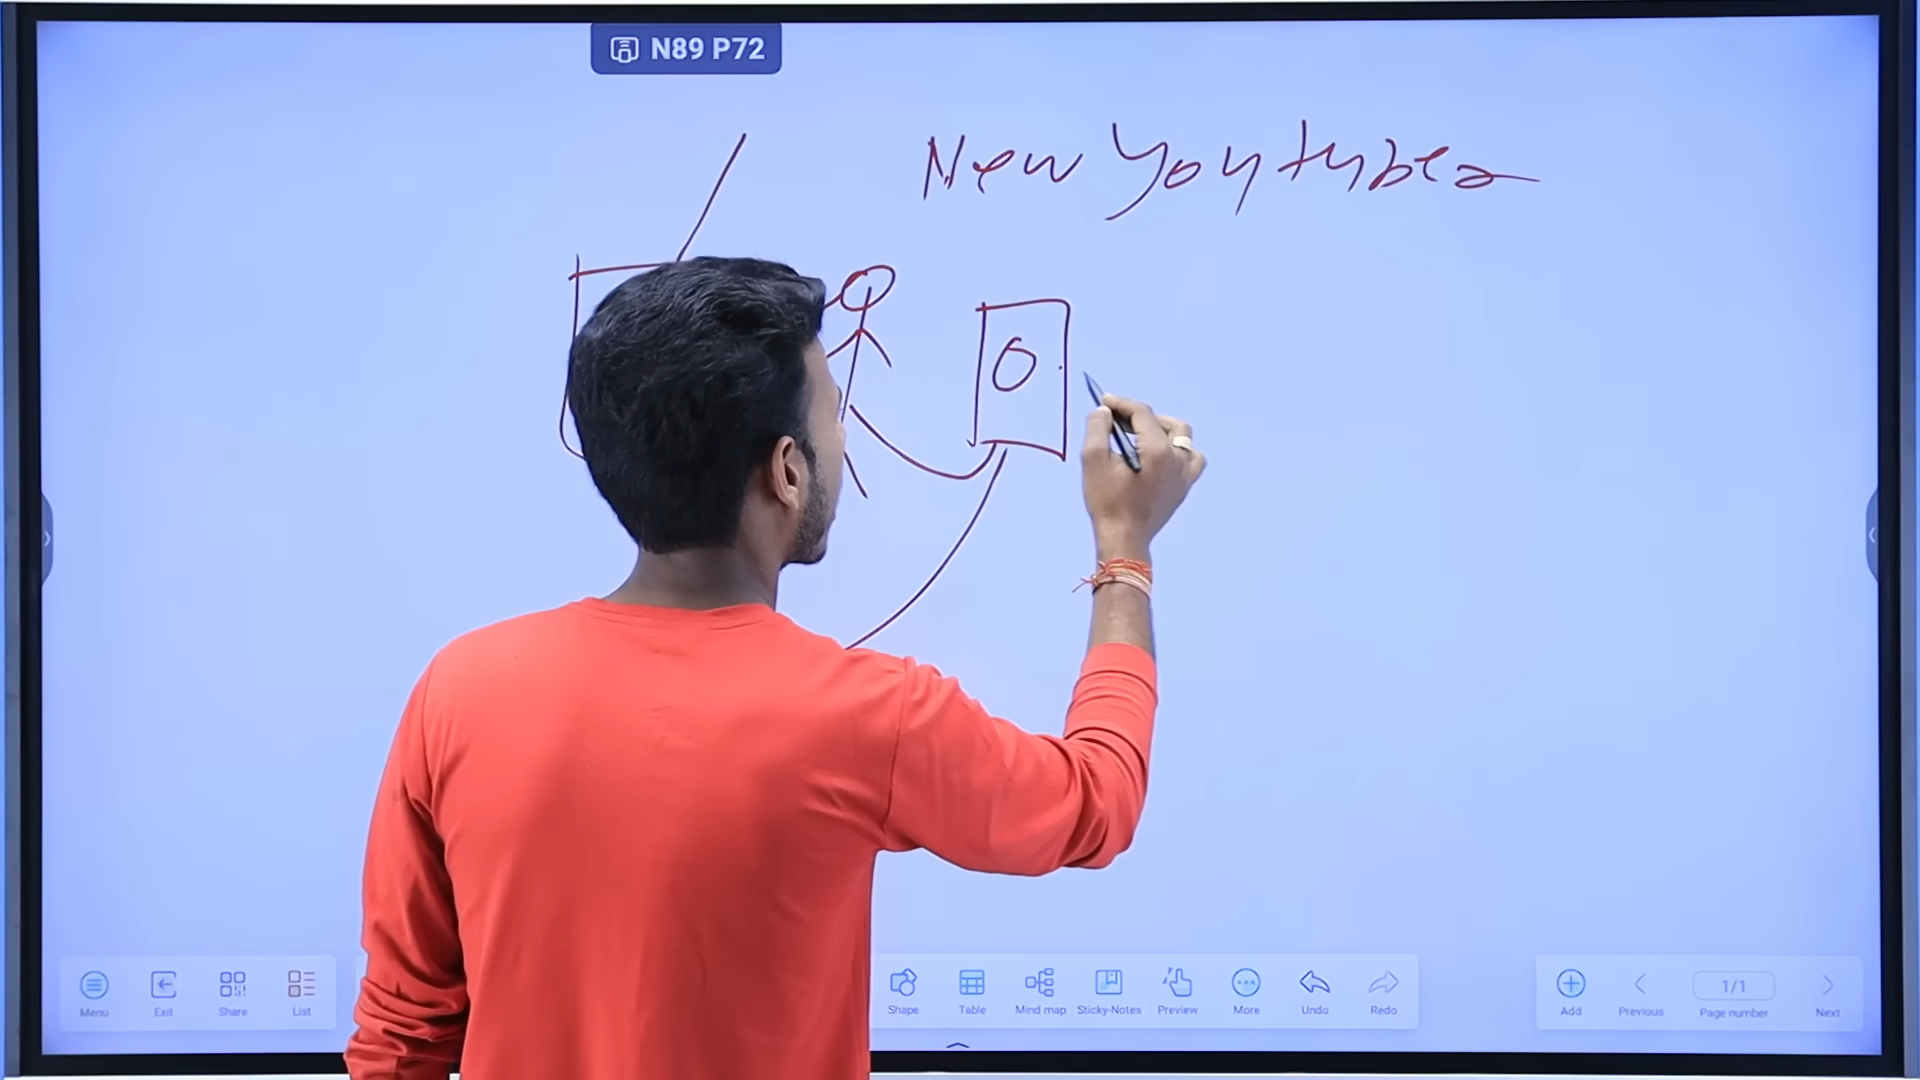 N89 P72
New Youtuber
O
Menu
Exit
Share
List
Shape
Table
Mind map
Sticky-Notes
Preview
More
Undo
Redo
Add
Previous
1/1
Page number
Next